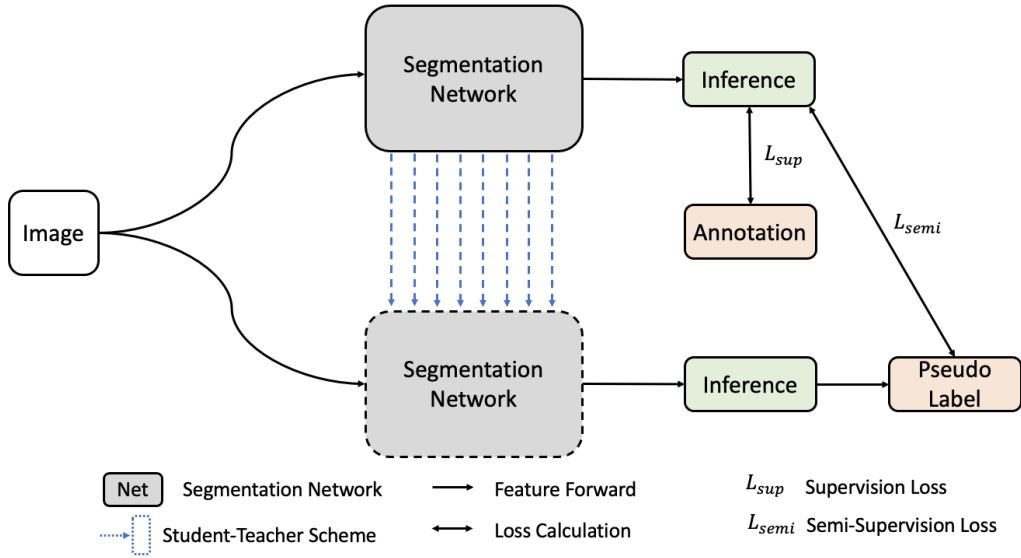 Segmentation
Network
Inference
L_sup
Image
Annotation
L_semi
Segmentation
Network
Inference
Pseudo
Label
Net Segmentation Network
Feature Forward
L_sup Supervision Loss
Student-Teacher Scheme
Loss Calculation
L_semi Semi-Supervision Loss